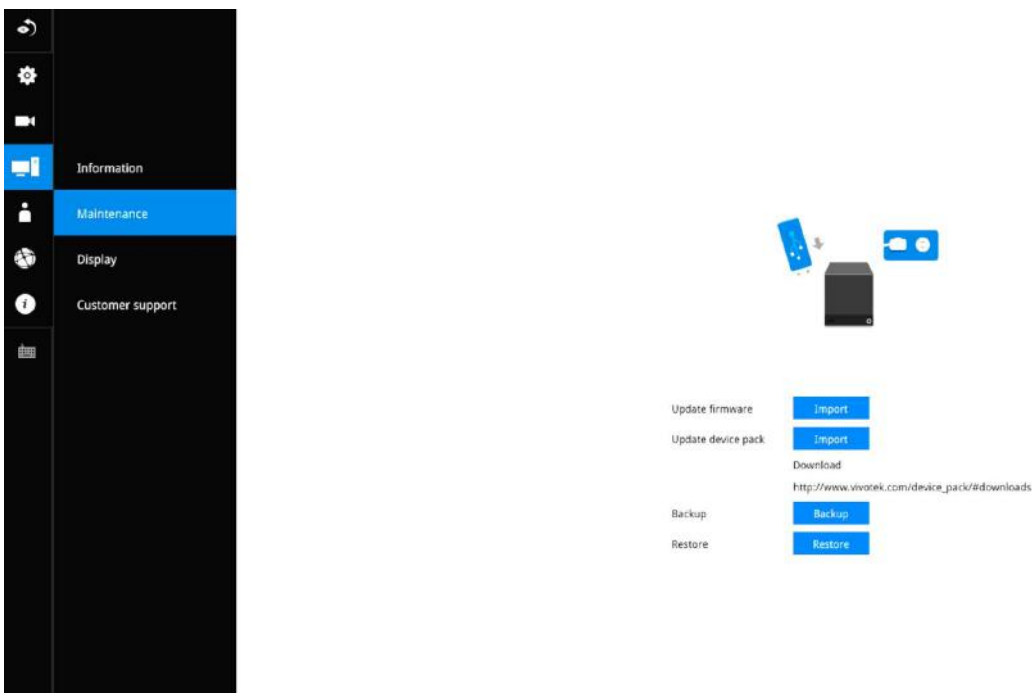 Information
Maintenance
Display
Customer support
Update firmware Import
Update device pack Import
Download
http://www.vivotek.com/device_pack/#downloads
Backup Backup
Restore Restore